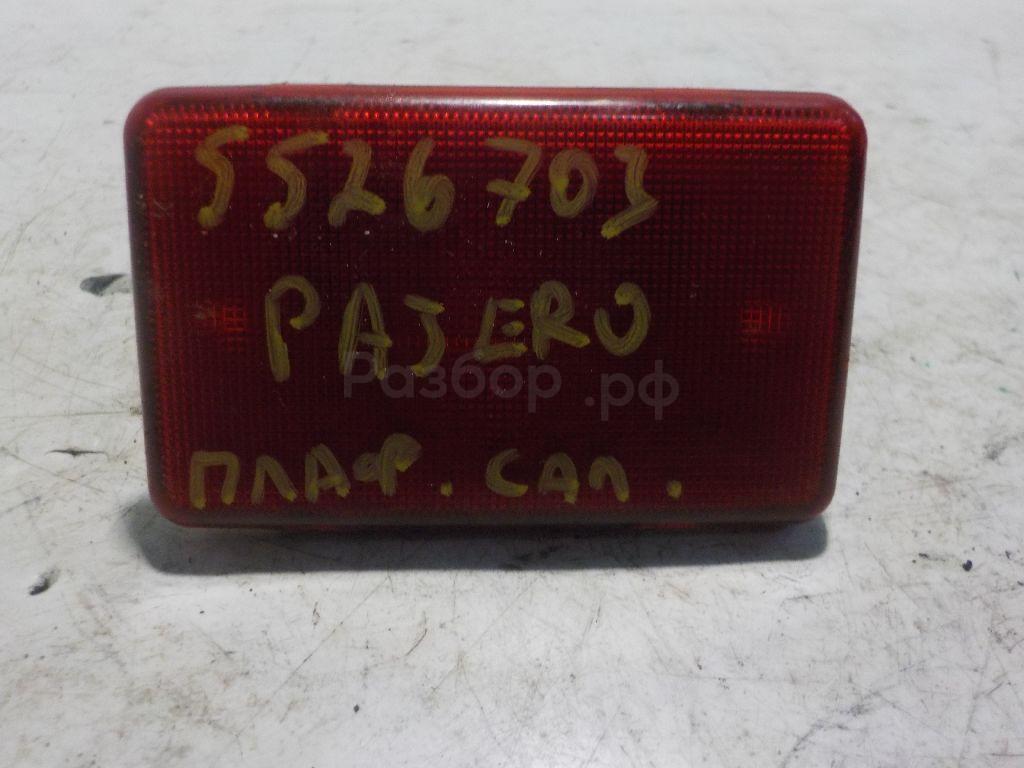 5526703
PAJERO
Разбор.рф
ПЛАФ. САЛ.